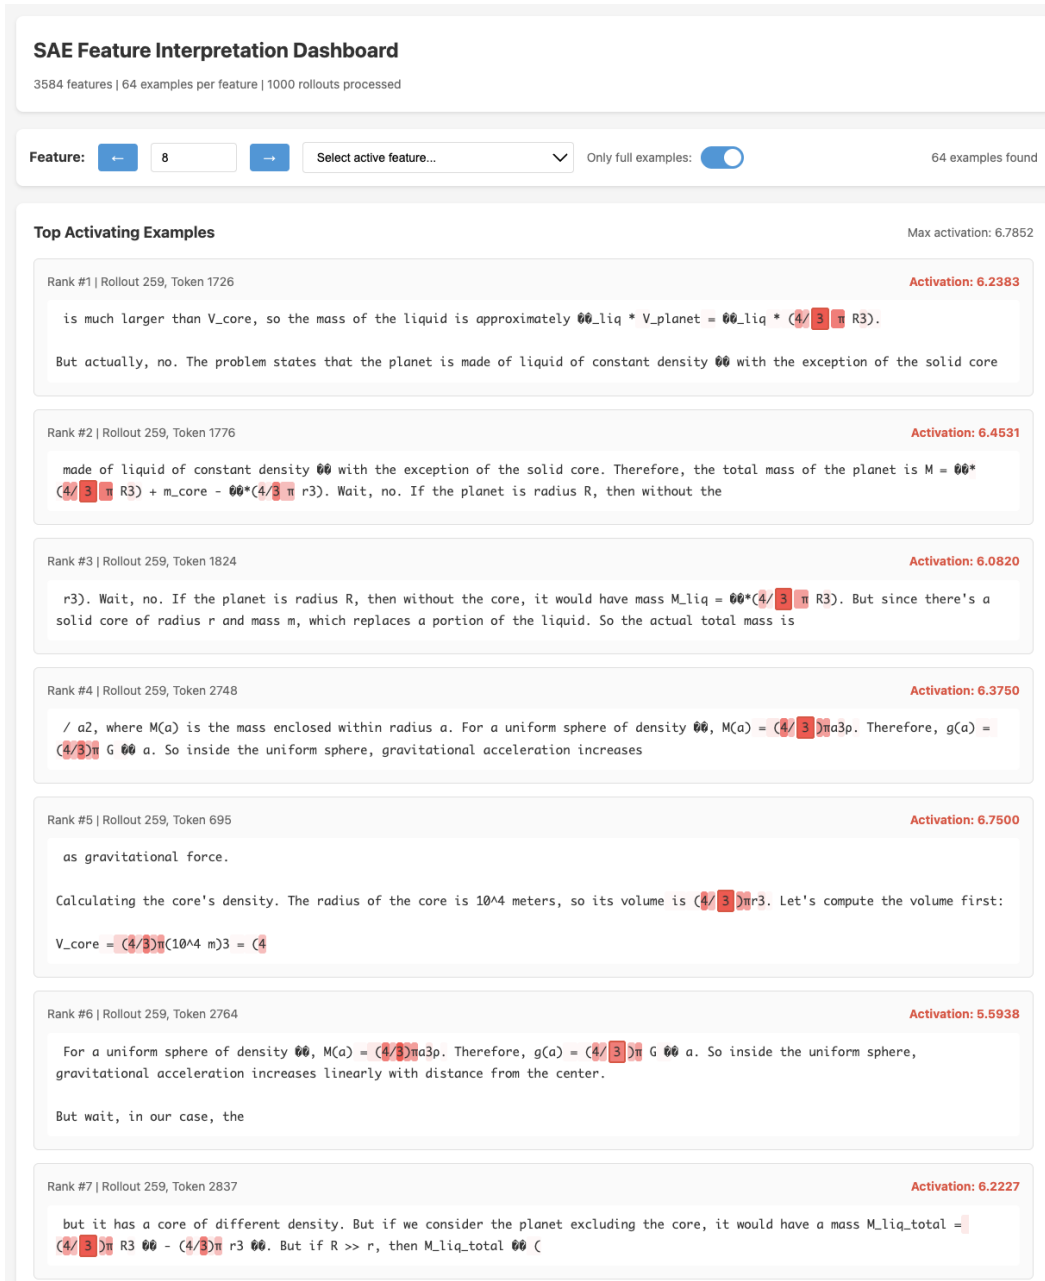 SAE Feature Interpretation Dashboard
3584 features | 64 examples per feature | 1000 rollouts processed
Feature: ← 8 → Select active feature... Only full examples: 64 examples found
Top Activating Examples Max activation: 6.7852
Rank #1 | Rollout 259, Token 1726 Activation: 6.2383
is much larger than V_core, so the mass of the liquid is approximately ��_liq * V_planet = ��_liq * (4/ 3 π R3).
But actually, no. The problem states that the planet is made of liquid of constant density �� with the exception of the solid core
Rank #2 | Rollout 259, Token 1776 Activation: 6.4531
made of liquid of constant density �� with the exception of the solid core. Therefore, the total mass of the planet is M = ��*
(4/ 3 π R3) + m_core - ��*(4/3 π r3). Wait, no. If the planet is radius R, then without the
Rank #3 | Rollout 259, Token 1824 Activation: 6.0820
r3). Wait, no. If the planet is radius R, then without the core, it would have mass M_liq = ��*(4/ 3 π R3). But since there's a
solid core of radius r and mass m, which replaces a portion of the liquid. So the actual total mass is
Rank #4 | Rollout 259, Token 2748 Activation: 6.3750
/ a2, where M(a) is the mass enclosed within radius a. For a uniform sphere of density ��, M(a) = (4/ 3 )πa3ρ. Therefore, g(a) =
(4/3)π G �� a. So inside the uniform sphere, gravitational acceleration increases
Rank #5 | Rollout 259, Token 695 Activation: 6.7500
as gravitational force.
Calculating the core's density. The radius of the core is 10^4 meters, so its volume is (4/ 3 )πr3. Let's compute the volume first:
V_core = (4/3)π(10^4 m)3 = (4
Rank #6 | Rollout 259, Token 2764 Activation: 5.5938
For a uniform sphere of density ��, M(a) = (4/3)πa3ρ. Therefore, g(a) = (4/ 3 )π G �� a. So inside the uniform sphere,
gravitational acceleration increases linearly with distance from the center.
But wait, in our case, the
Rank #7 | Rollout 259, Token 2837 Activation: 6.2227
but it has a core of different density. But if we consider the planet excluding the core, it would have a mass M_liq_total =
(4/ 3 )π R3 �� - (4/3)π r3 ��. But if R >> r, then M_liq_total �� (